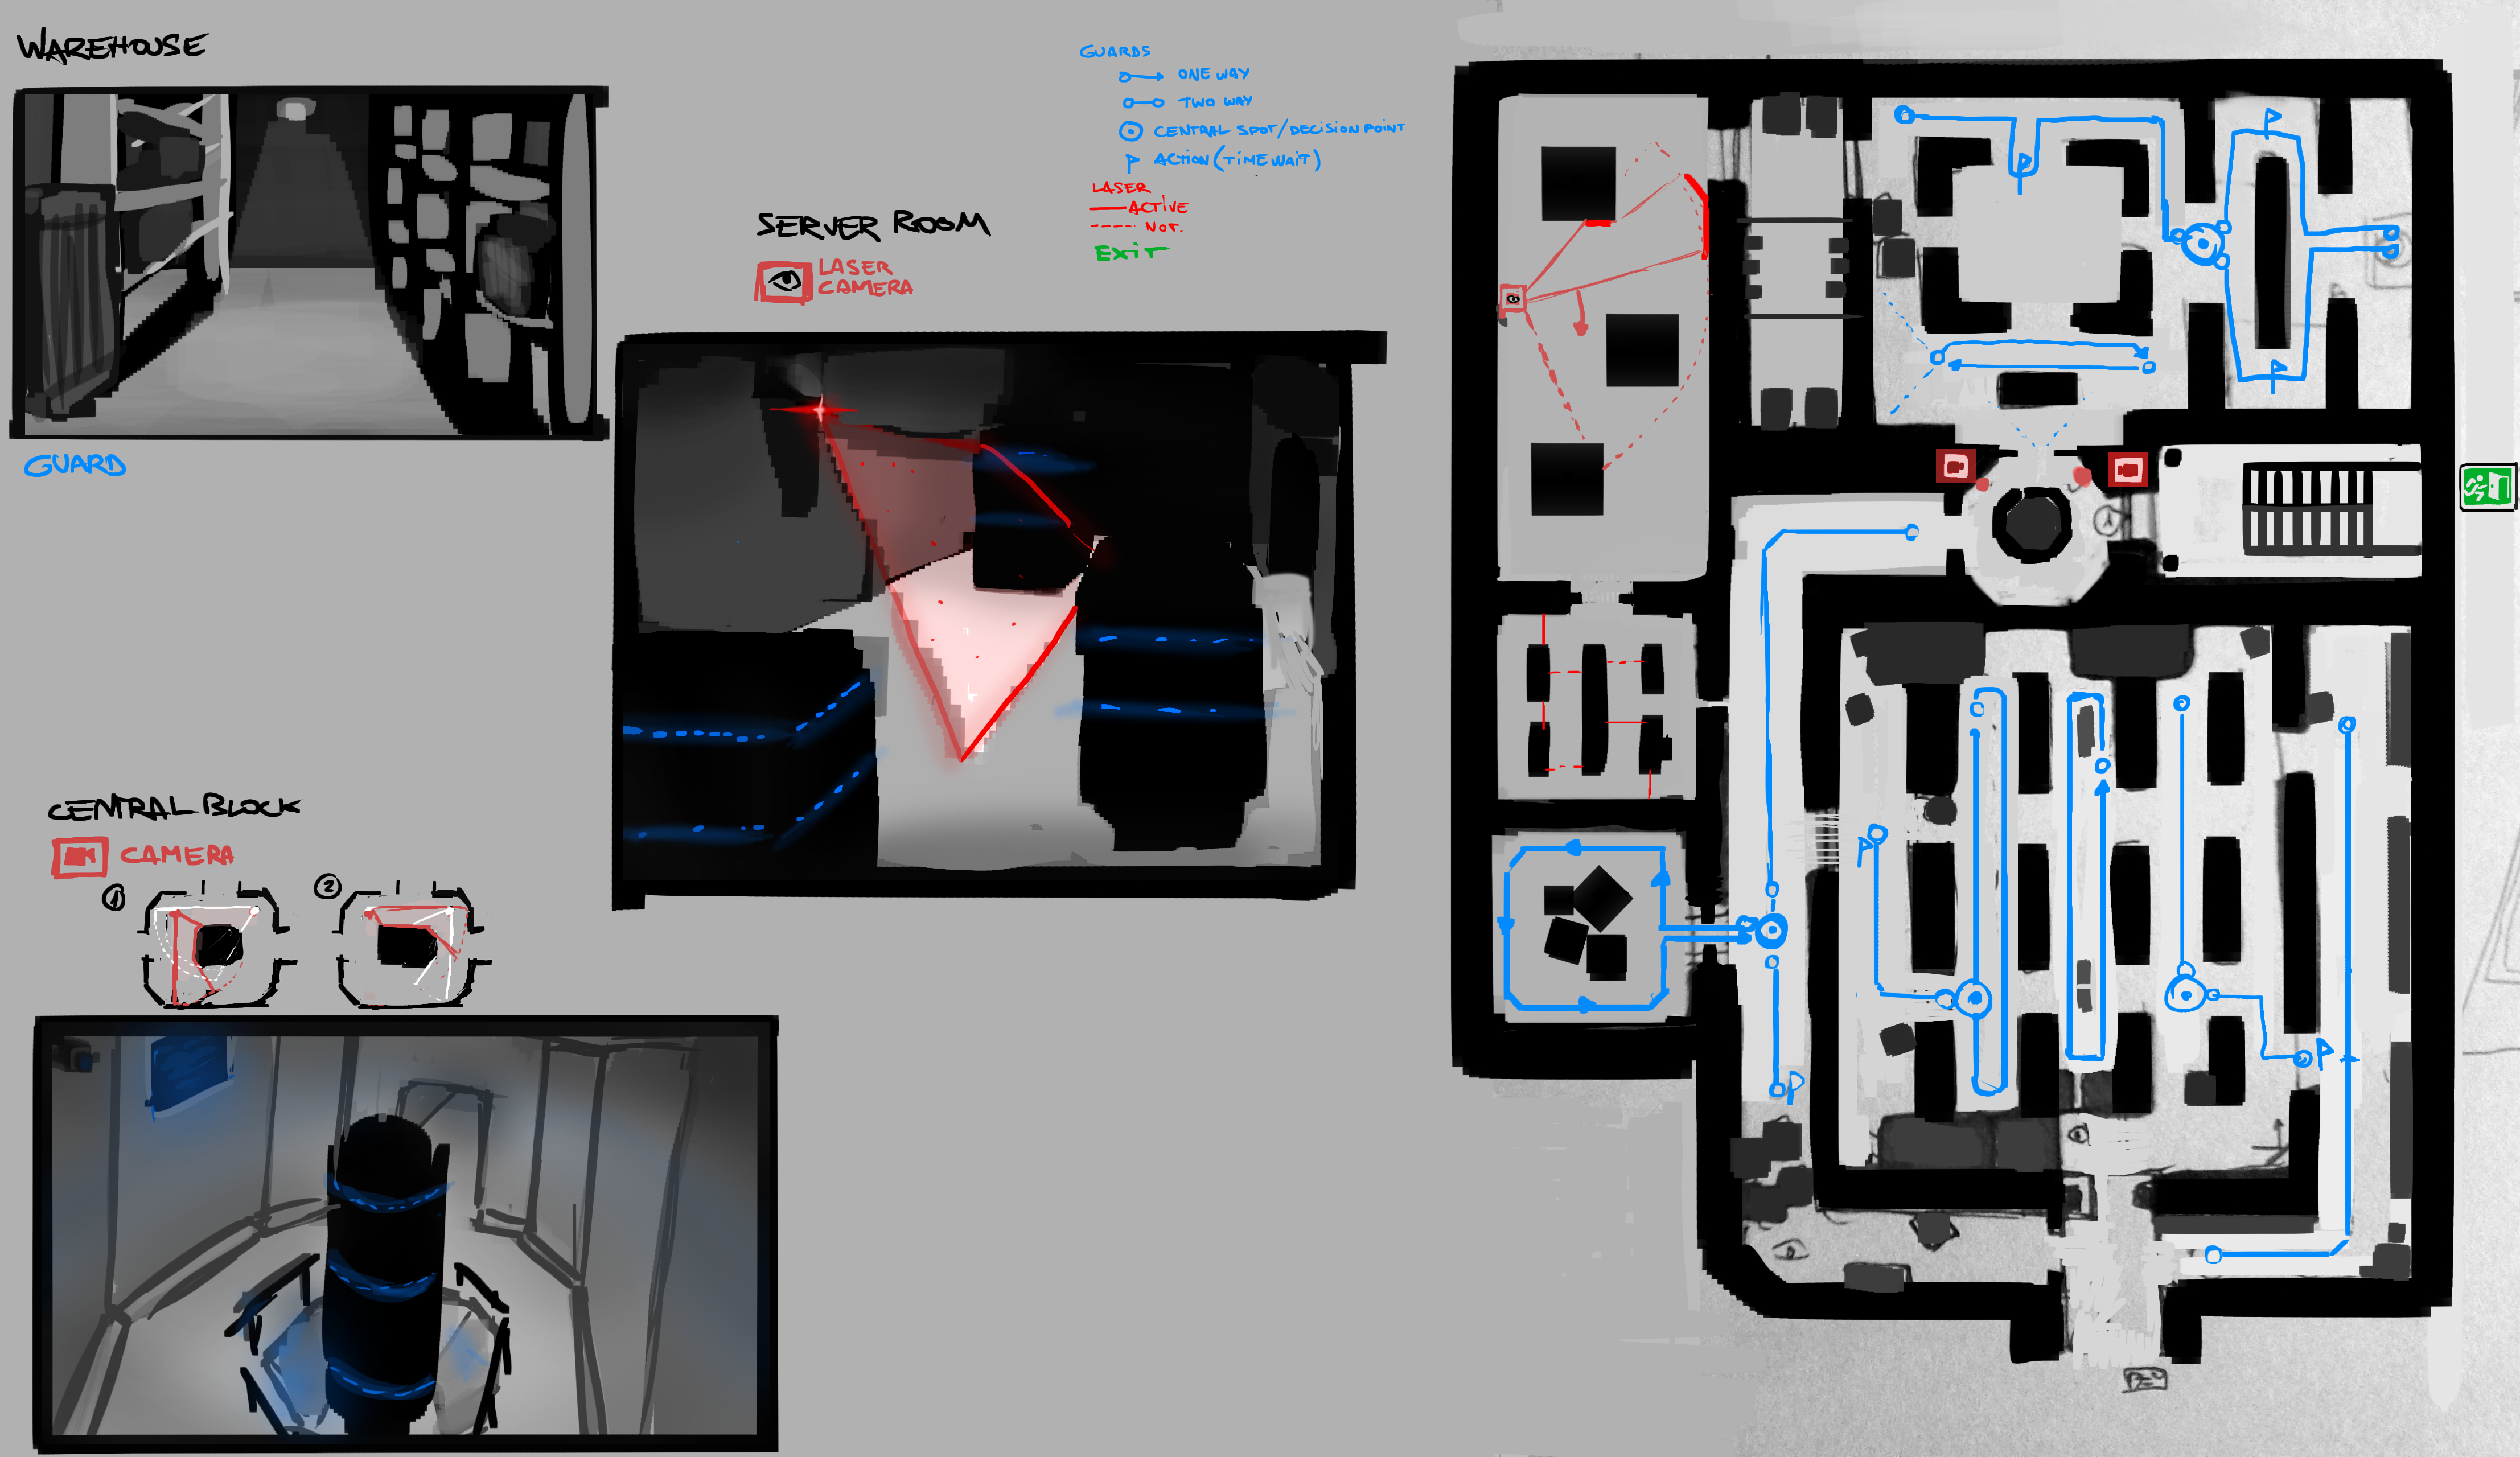 WAREHOUSE
GUARD
GUARDS
ONE WAY
TWO WAY
CENTRAL SPOT/DECISION POINT
ACTION (TIME WAIT)
LASER
ACTIVE
NOT.
EXIT
SERVER ROOM
LASER
CAMERA
CENTRAL BLOCK
CAMERA
1
2